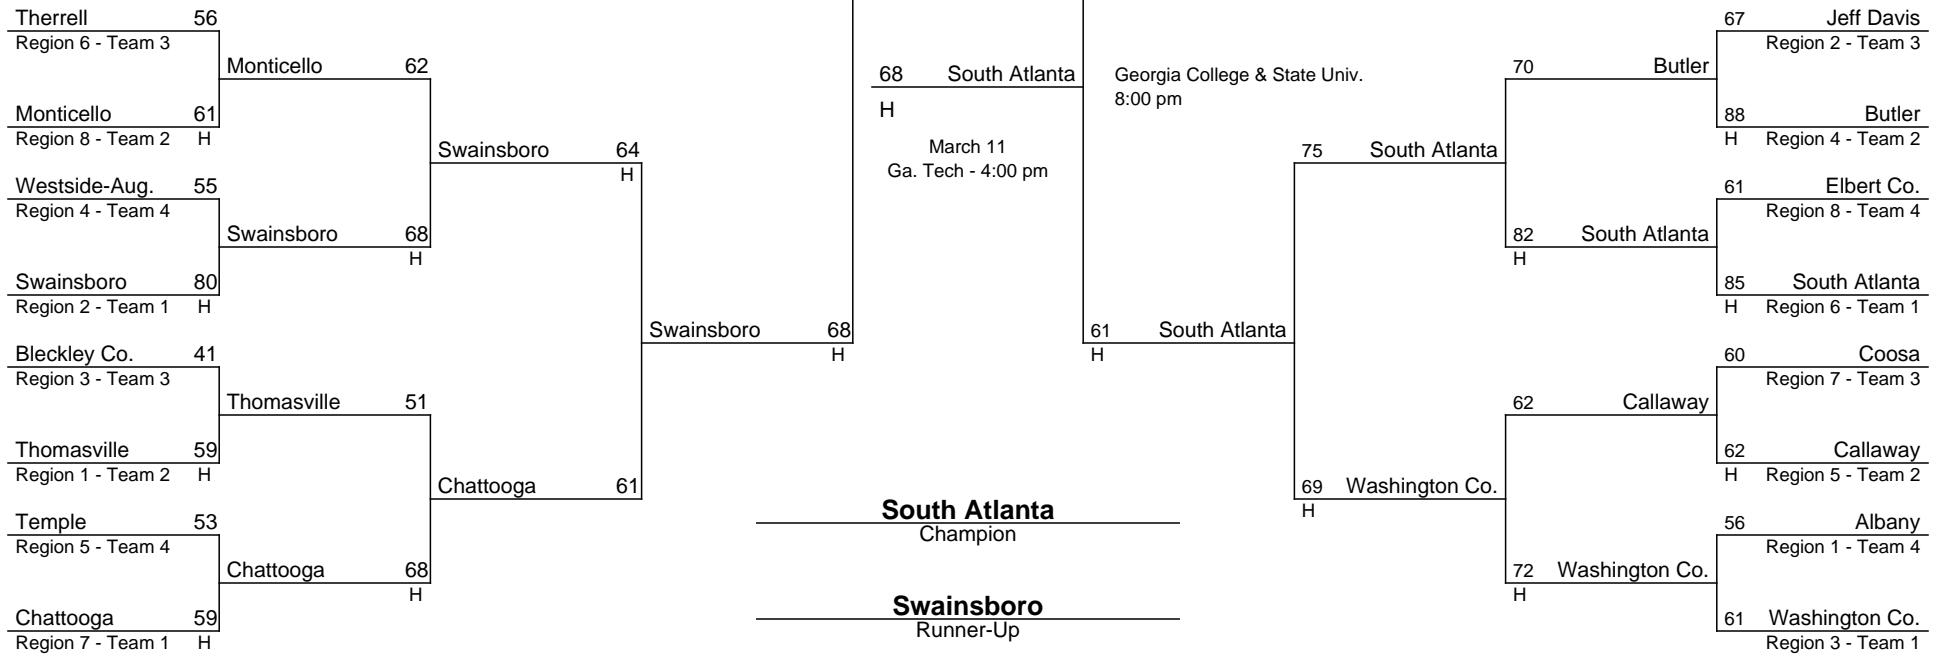 Therrell 56
Region 6 - Team 3
Monticello 62
Monticello 61
Region 8 - Team 2 H
Swainsboro 64
H
Westside-Aug. 55
Region 4 - Team 4
Swainsboro 68
H
Swainsboro 80
Region 2 - Team 1 H
Swainsboro 68
H
Bleckley Co. 41
Region 3 - Team 3
Thomasville 51
Thomasville 59
Region 1 - Team 2 H
Chattooga 61
Temple 53
Region 5 - Team 4
Chattooga 68
H
Chattooga 59
Region 7 - Team 1 H
68 South Atlanta
H
March 11
Ga. Tech - 4:00 pm
Georgia College & State Univ.
8:00 pm
61 South Atlanta
H
South Atlanta
Champion
Swainsboro
Runner-Up
67 Jeff Davis
Region 2 - Team 3
70 Butler
88 Butler
H Region 4 - Team 2
75 South Atlanta
61 Elbert Co.
Region 8 - Team 4
82 South Atlanta
H
85 South Atlanta
H Region 6 - Team 1
60 Coosa
Region 7 - Team 3
62 Callaway
62 Callaway
H Region 5 - Team 2
69 Washington Co.
H
56 Albany
Region 1 - Team 4
72 Washington Co.
H
61 Washington Co.
Region 3 - Team 1